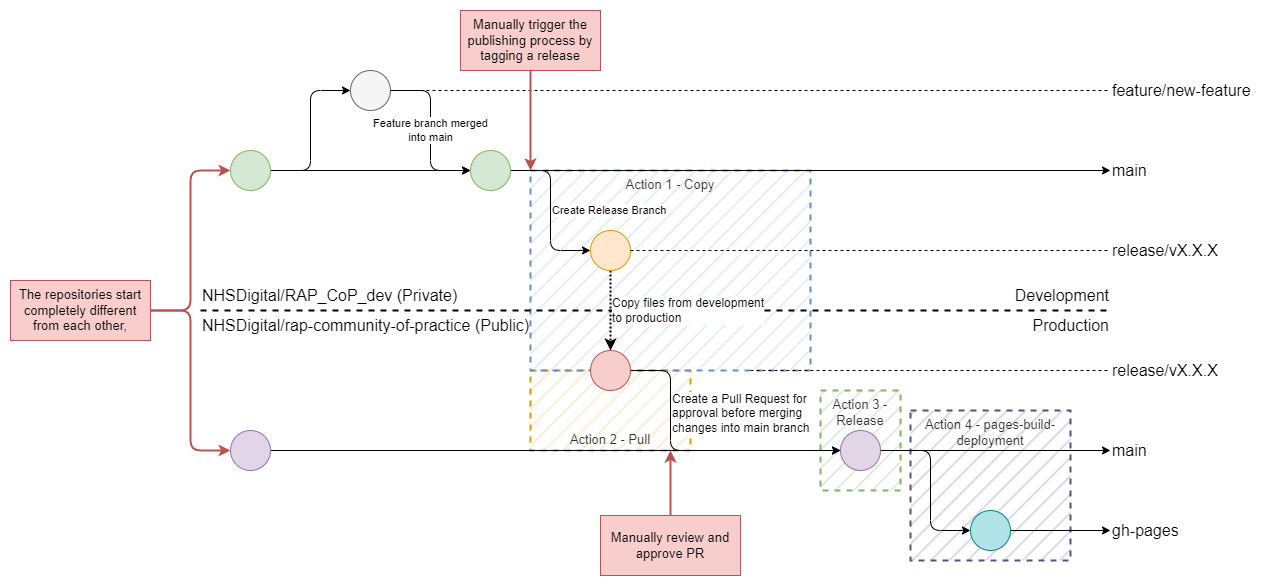 Manually trigger the
publishing process by
tagging a release
feature/new-feature
Feature branch merged
into main
main
Action 1 - Copy
Create Release Branch
release/vX.X.X
The repositories start
completely different
from each other,
NHSDigital/RAP_CoP_dev (Private)
Copy files from development
to production
Development
NHSDigital/rap-community-of-practice (Public)
Production
release/vX.X.X
Create a Pull Request for
approval before merging
changes into main branch
Action 2 - Pull
Action 3 -
Release
Action 4 - pages-build-
deployment
main
Manually review and
approve PR
gh-pages